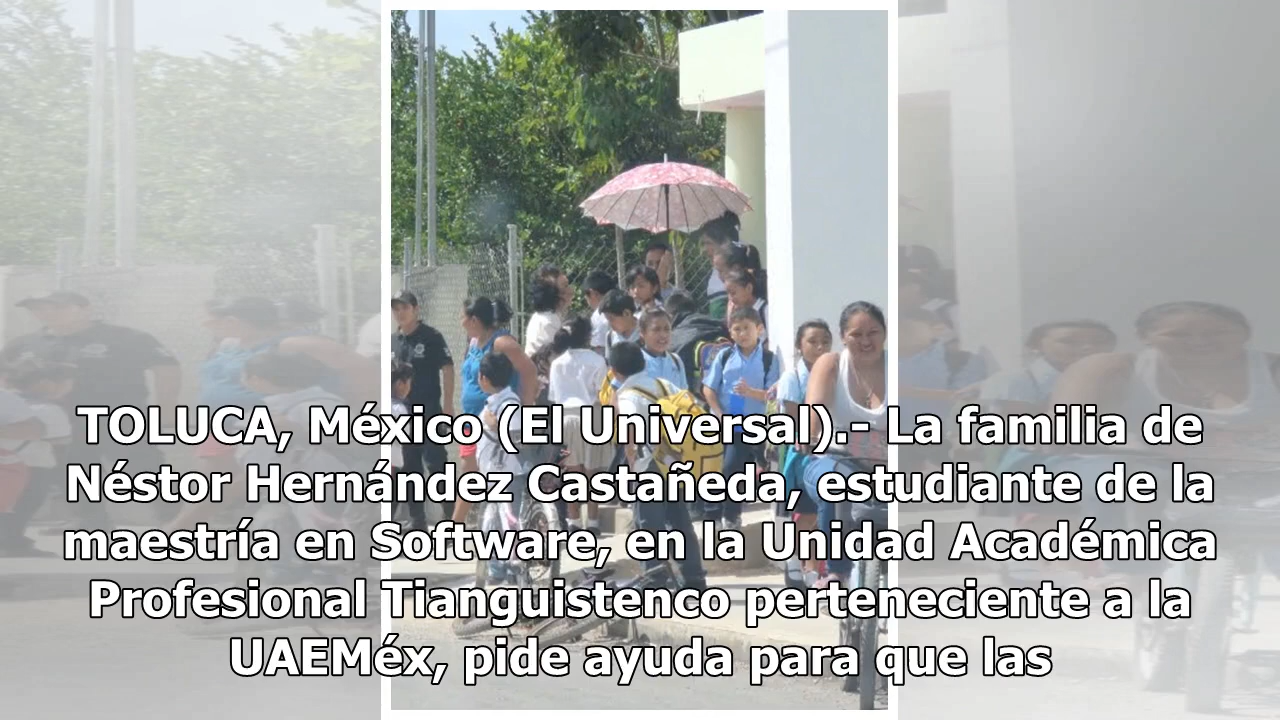 TOLUCA, México (El Universal).- La familia de
Néstor Hernández Castañeda, estudiante de la
maestría en Software, en la Unidad Académica
Profesional Tianguistenco perteneciente a la
UAEMéx, pide ayuda para que las